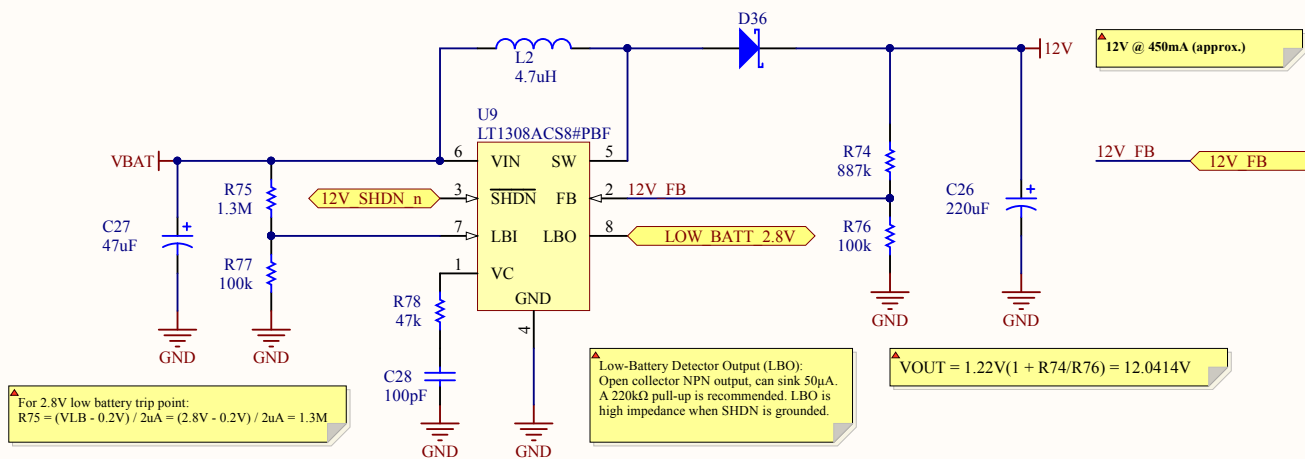 D36
12V
12V @ 450mA (approx.)
L2
4.7uH
U9
LT1308ACS8#PBF
VBAT
6
VIN
SW
5
R74
887k
12V_FB
12V_FB
R75
1.3M
12V_SHDN_n
3
SHDN
FB
2
12V_FB
C26
220uF
C27
47uF
7
LBI
LBO
8
LOW_BATT_2.8V
R76
100k
R77
100k
1
VC
GND
4
R78
47k
GND
GND
GND
GND
C28
100pF
GND
GND
Low-Battery Detector Output (LBO):
Open collector NPN output, can sink 50µA.
A 220kΩ pull-up is recommended. LBO is
high impedance when SHDN is grounded.
VOUT = 1.22V(1 + R74/R76) = 12.0414V
For 2.8V low battery trip point:
R75 = (VLB - 0.2V) / 2uA = (2.8V - 0.2V) / 2uA = 1.3M